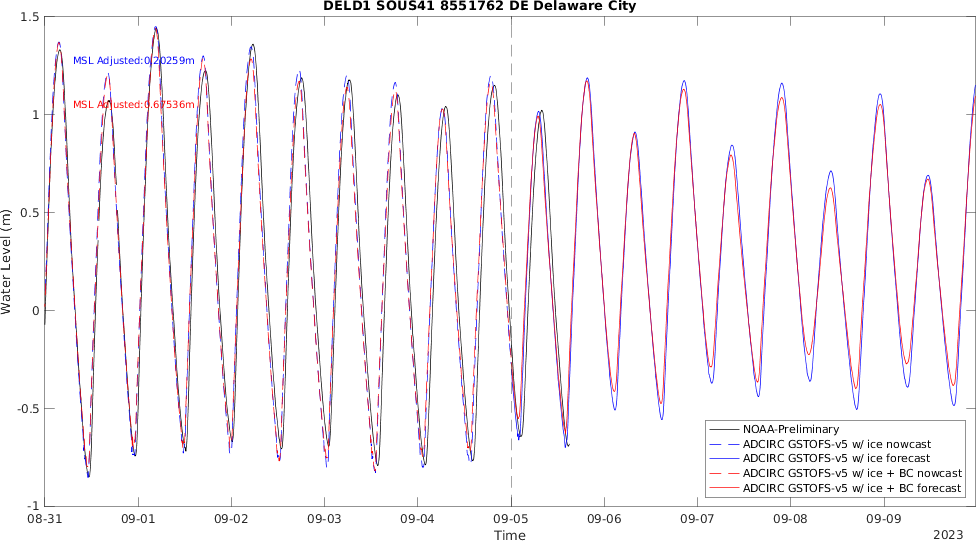 DELD1 SOUS41 8551762 DE Delaware City
1.5
MSL Adjusted:0.20259m
MSL Adjusted:0.67536m
1
0.5
Water Level (m)
0
-0.5
NOAA-Preliminary
ADCIRC GSTOFS-v5 w/ ice nowcast
ADCIRC GSTOFS-v5 w/ ice forecast
ADCIRC GSTOFS-v5 w/ ice + BC nowcast
ADCIRC GSTOFS-v5 w/ ice + BC forecast
-1
08-31 09-01 09-02 09-03 09-04 09-05 09-06 09-07 09-08 09-09
Time
2023